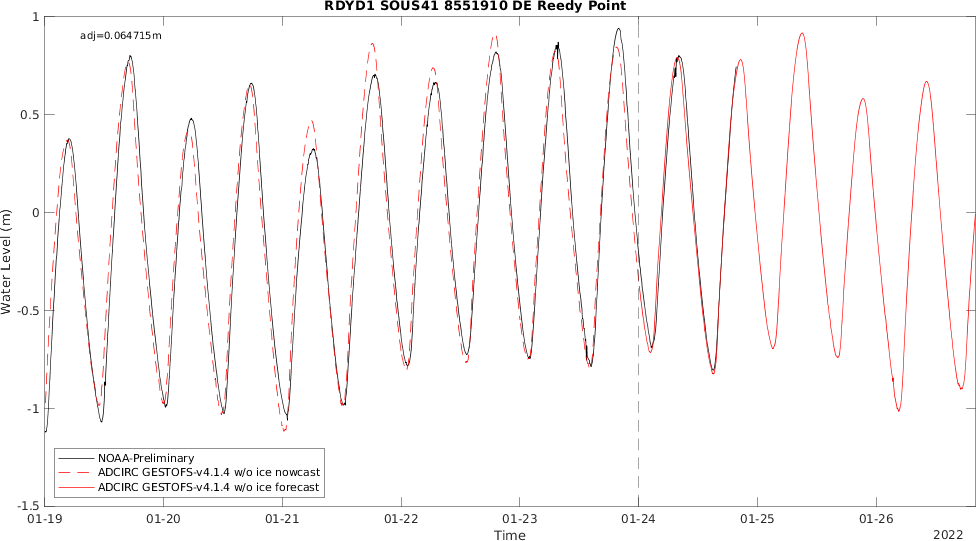 RDYD1 SOUS41 8551910 DE Reedy Point
adj=0.064715m
1
0.5
0
-0.5
-1
-1.5
Water Level (m)
NOAA-Preliminary
ADCIRC GESTOFS-v4.1.4 w/o ice nowcast
ADCIRC GESTOFS-v4.1.4 w/o ice forecast
01-19 01-20 01-21 01-22 01-23 01-24 01-25 01-26
Time
2022